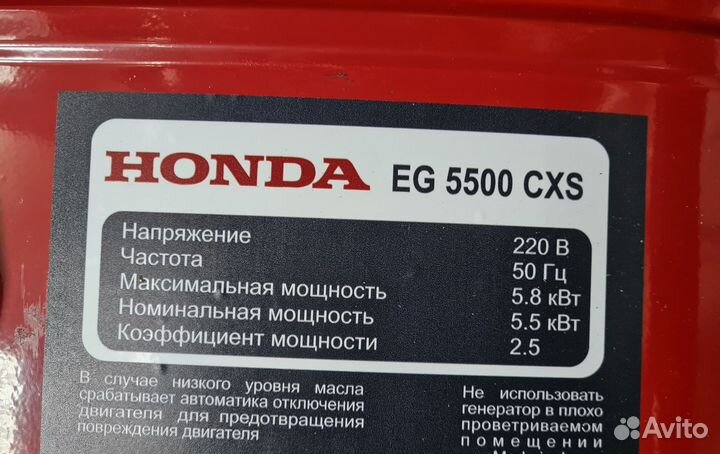 HONDA EG 5500 CXS
Напряжение 220 В
Частота 50 Гц
Максимальная мощность 5.8 кВт
Номинальная мощность 5.5 кВт
Коэффициент мощности 2.5
В случае низкого уровня масла
срабатывает автоматика отключения
двигателя для предотвращения
повреждения двигателя
Не использовать
генератор в плохо
проветриваемом
помещении
Avito